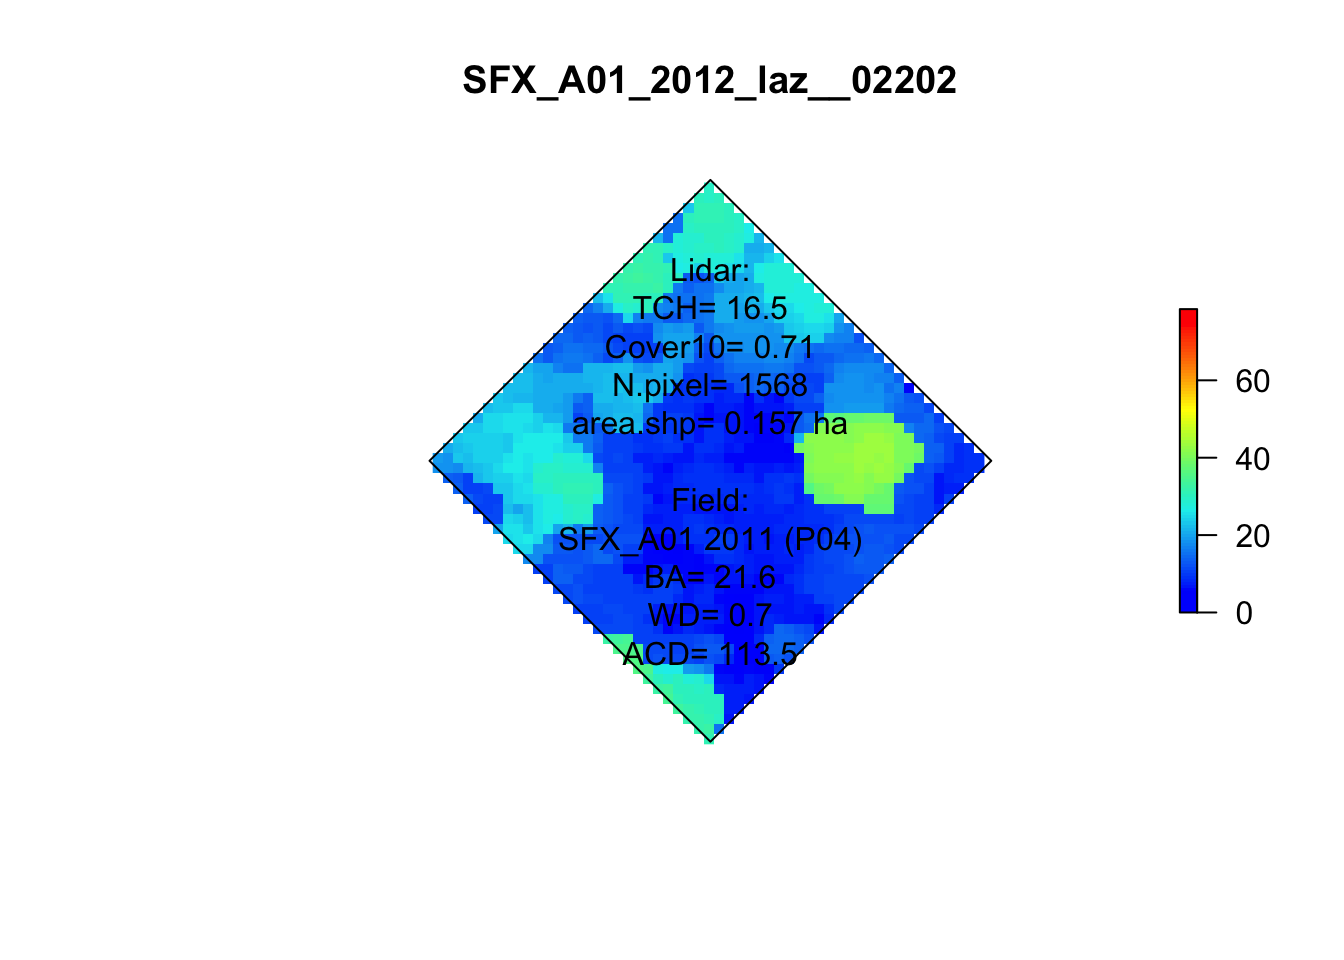 SFX_A01_2012_laz__02202
Lidar:
TCH= 16.5
Cover10= 0.71
N.pixel= 1568
area.shp= 0.157 ha
Field:
SFX_A01 2011 (P04)
BA= 21.6
WD= 0.7
ACD= 113.5
60
40
20
0